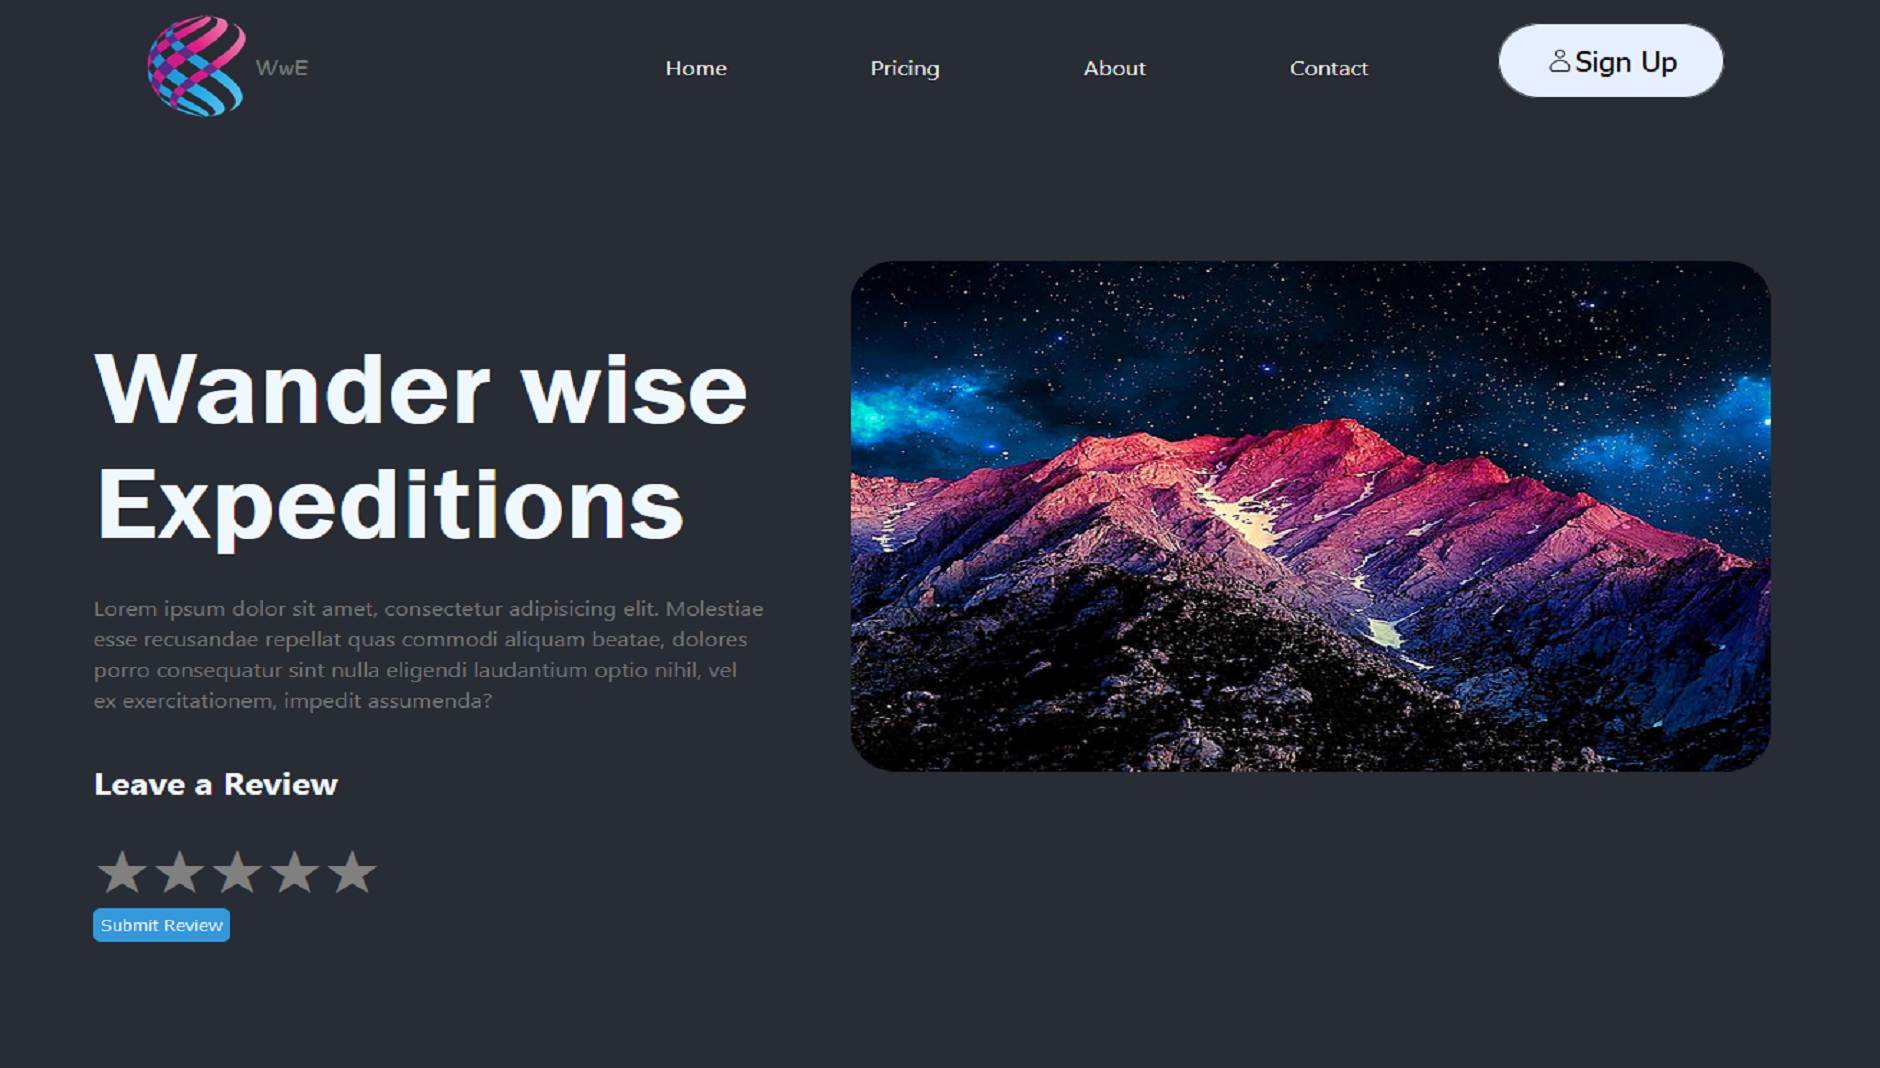 WwE
Home
Pricing
About
Contact
Sign Up
Wander wise
Expeditions
Lorem ipsum dolor sit amet, consectetur adipisicing elit. Molestiae
esse recusandae repellat quas commodi aliquam beatae, dolores
porro consequatur sint nulla eligendi laudantium optio nihil, vel
ex exercitationem, impedit assumenda?
Leave a Review
Submit Review